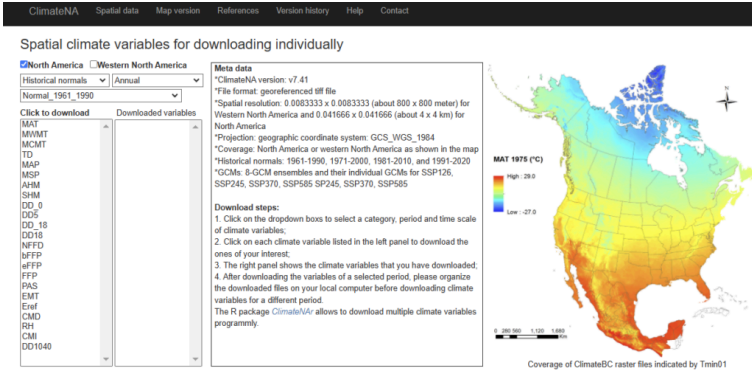 ClimateNA Spatial data Map version References Version history Help Contact
Spatial climate variables for downloading individually
North America Western North America
Historical normals Annual
Normal_1961_1990
Click to download Downloaded variables
MAT
MWMT
MCMT
TD
MAP
MSP
AHM
SHM
DD_0
DD5
DD_18
DD18
NFFD
bFFP
eFFP
FFP
PAS
EMT
Eref
CMD
RH
CMI
DD1040
Meta data
*ClimateNA version: v7.41
*File format: georeferenced tiff file
*Spatial resolution: 0.0083333 x 0.0083333 (about 800 x 800 meter) for
Western North America and 0.041666 x 0.041666 (about 4 x 4 km) for
North America
*Projection: geographic coordinate system: GCS_WGS_1984
*Coverage: North America or western North America as shown in the map
*Historical normals: 1961-1990, 1971-2000, 1981-2010, and 1991-2020
*GCMs: 8-GCM ensembles and their individual GCMs for SSP126,
SSP245, SSP370, SSP585 SP245, SSP370, SSP585
Download steps:
1. Click on the dropdown boxs to select a category, period and time scale
of climate variables;
2. Click on each climate variable listed in the left panel to download the
ones of your interest;
3. The right panel shows the climate variables that you have downloaded;
4. After downloading the variables of a selected period, please organize
the downloaded files on your local computer before downloading climate
variables for a different period.
The R package ClimateNAr allows to download multiple climate variables
programmly.
MAT 1975 (°C)
High : 29.0
Low : -27.0
N
0 280 560 1,120 1,680
Km
Coverage of ClimateBC raster files indicated by Tmin01